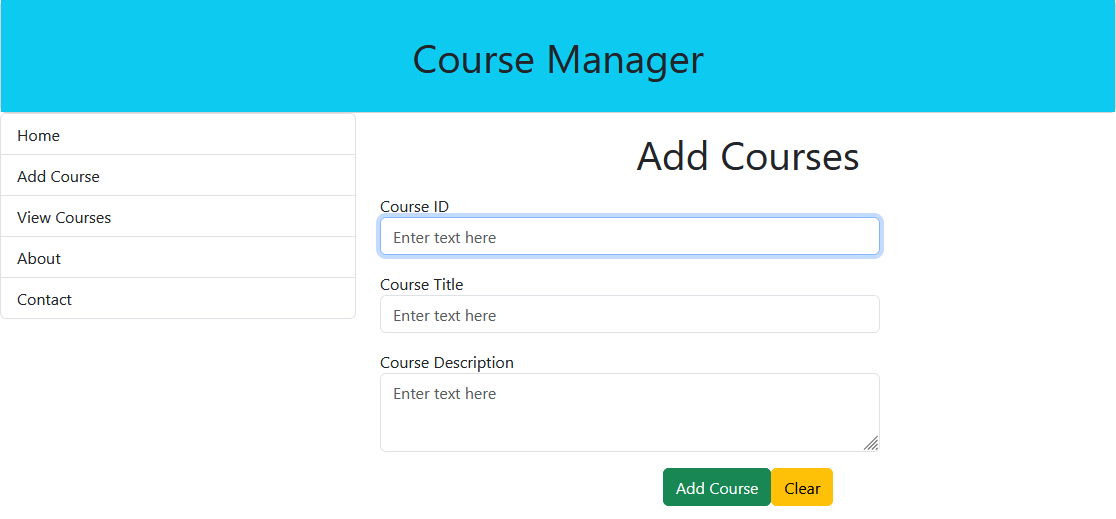 Course Manager
Home
Add Course
View Courses
About
Contact
Add Courses
Course ID
Enter text here
Course Title
Enter text here
Course Description
Enter text here
Add Course Clear